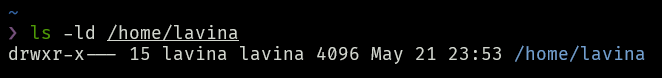 ~
❯ ls -ld /home/lavina
drwxr-x--- 15 lavina lavina 4096 May 21 23:53 /home/lavina